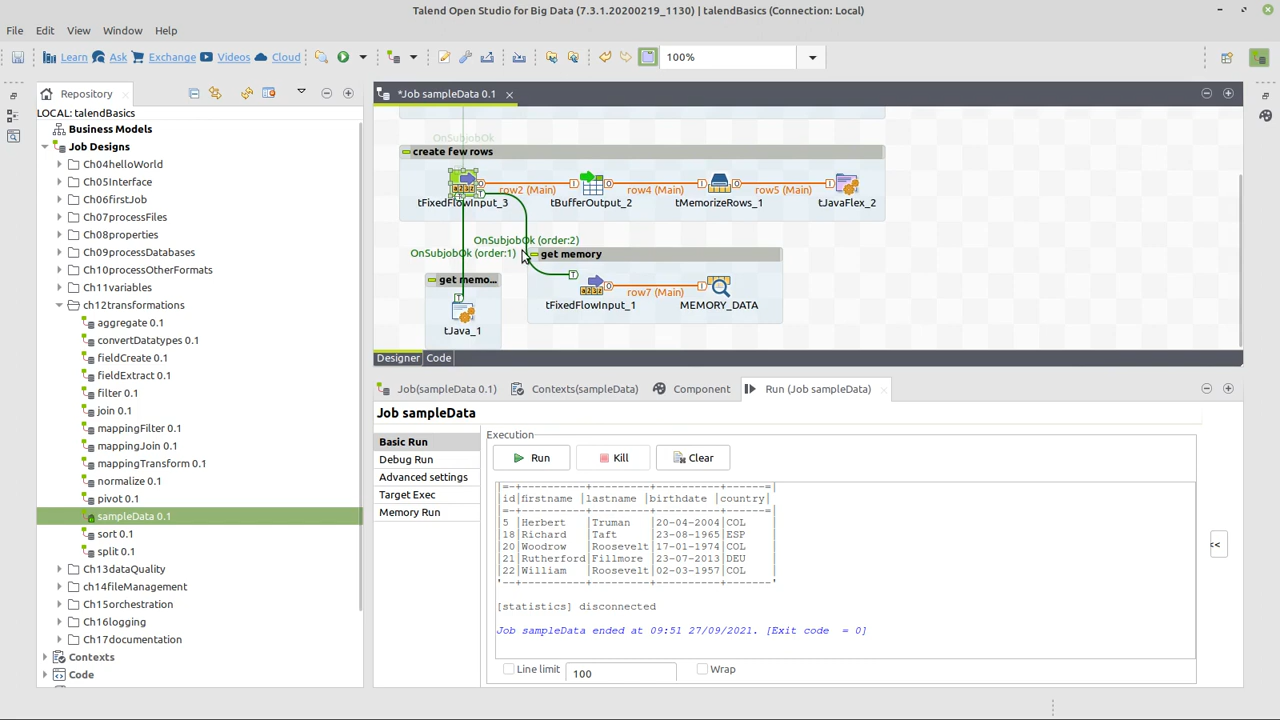 Talend Open Studio for Big Data (7.3.1.20200219_1130) | talendBasics (Connection: Local)
File Edit View Window Help
Learn Ask Exchange Videos Cloud 100%
Repository
LOCAL: talendBasics
Business Models
Job Designs
Ch04helloWorld
Ch05Interface
Ch06firstJob
Ch07processFiles
Ch08properties
Ch09processDatabases
Ch10processOtherFormats
Ch11variables
ch12transformations
aggregate 0.1
convertDatatypes 0.1
fieldCreate 0.1
fieldExtract 0.1
filter 0.1
join 0.1
mappingFilter 0.1
mappingJoin 0.1
mappingTransform 0.1
normalize 0.1
pivot 0.1
sampleData 0.1
sort 0.1
split 0.1
Ch13dataQuality
ch14fileManagement
Ch15orchestration
Ch16logging
Ch17documentation
Contexts
Code
*Job sampleData 0.1
OnSubjobOk
create few rows
row2 (Main) row4 (Main) row5 (Main)
tFixedFlowInput_3 tBufferOutput_2 tMemorizeRows_1 tJavaFlex_2
OnSubjobOk (order:2)
OnSubjobOk (order:1)
get memory
get memo...
row7 (Main)
tFixedFlowInput_1 MEMORY_DATA
tJava_1
Designer Code
Job(sampleData 0.1) Contexts(sampleData) Component Run (Job sampleData)
Job sampleData
Basic Run
Debug Run
Advanced settings
Target Exec
Memory Run
Execution
Run Kill Clear
|=-+----------+----------+----------+------=|
|id|firstname |lastname |birthdate |country|
|=-+----------+----------+----------+------=|
|5 |Herbert |Truman |20-04-2004|COL |
|18|Richard |Taft |23-08-1965|ESP |
|20|Woodrow |Roosevelt|17-01-1974|COL |
|21|Rutherford|Fillmore |23-07-2013|DEU |
|22|William |Roosevelt|02-03-1957|COL |
'--+----------+---------+----------+-------'
[statistics] disconnected
Job sampleData ended at 09:51 27/09/2021. [Exit code = 0]
Line limit 100 Wrap
<<